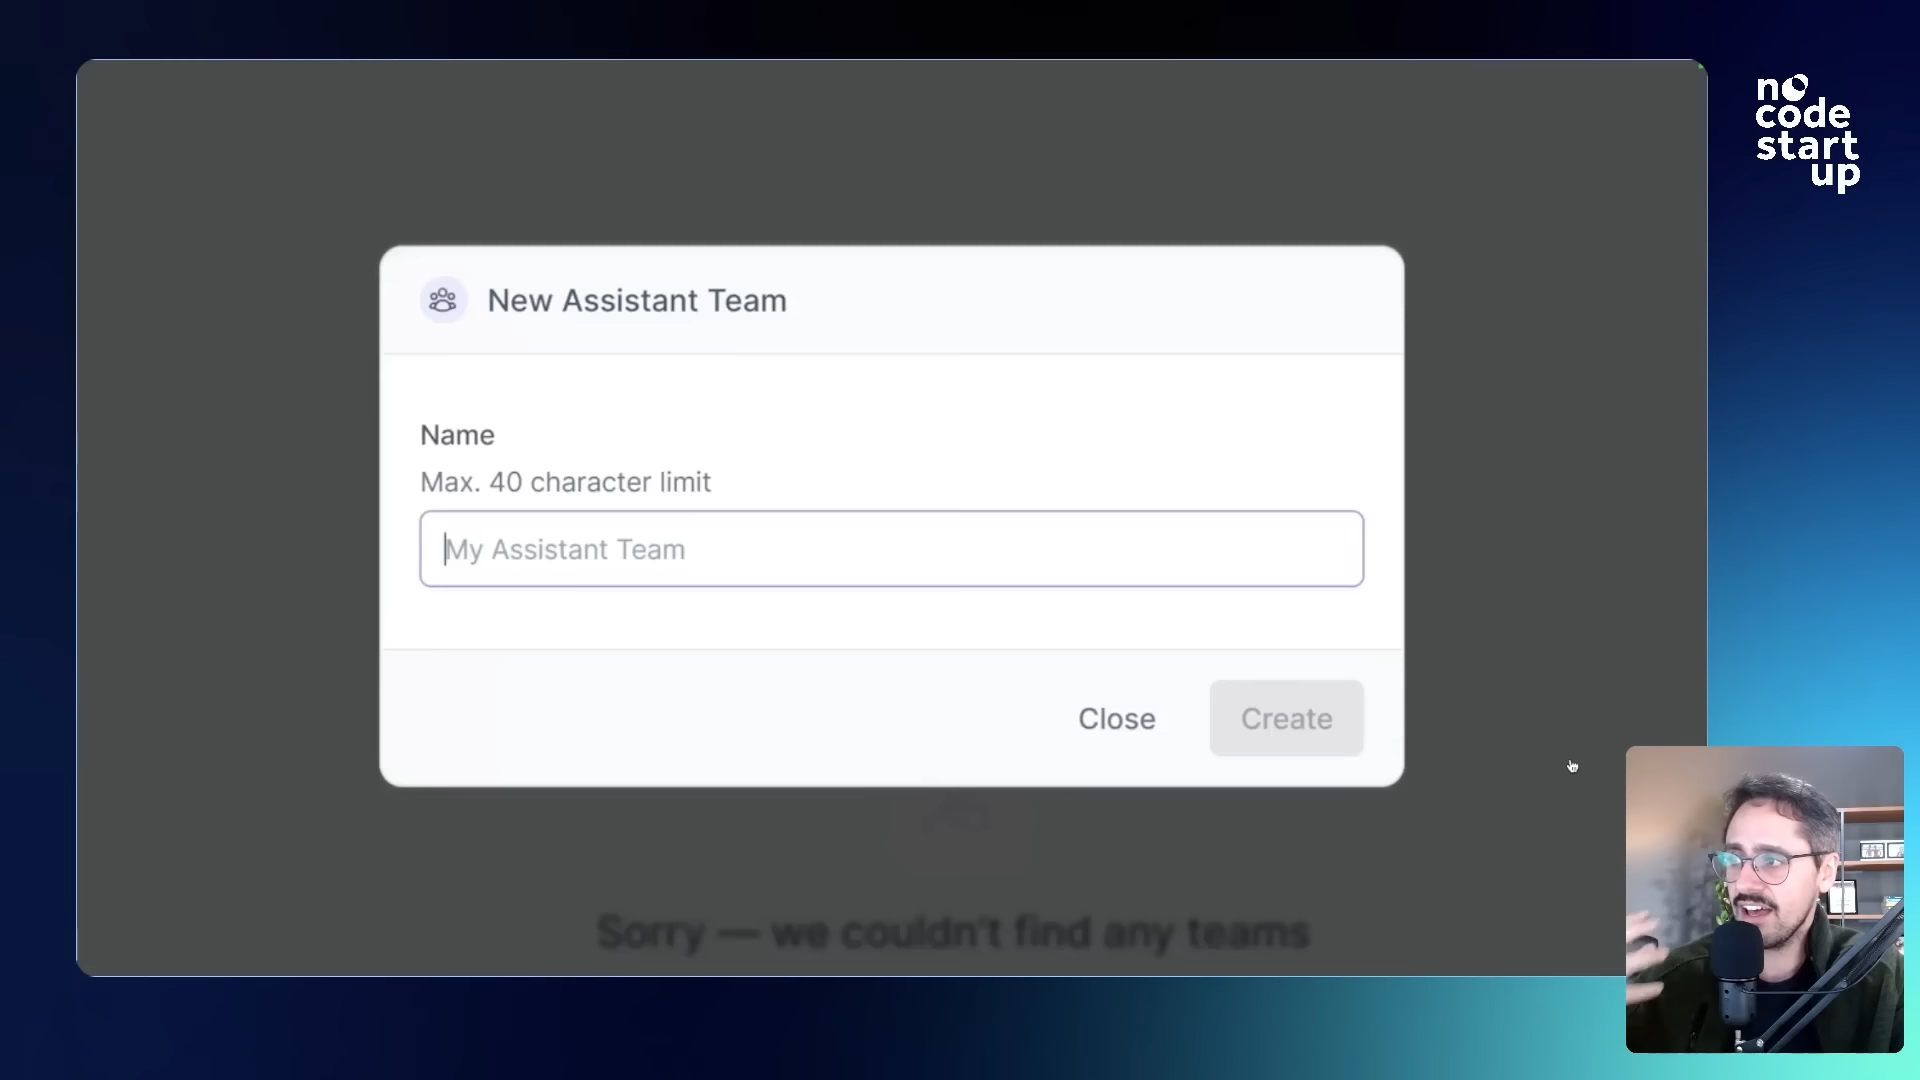 no
code
start
up
New Assistant Team
Name
Max. 40 character limit
My Assistant Team
Close
Create
Sorry — we couldn't find any teams